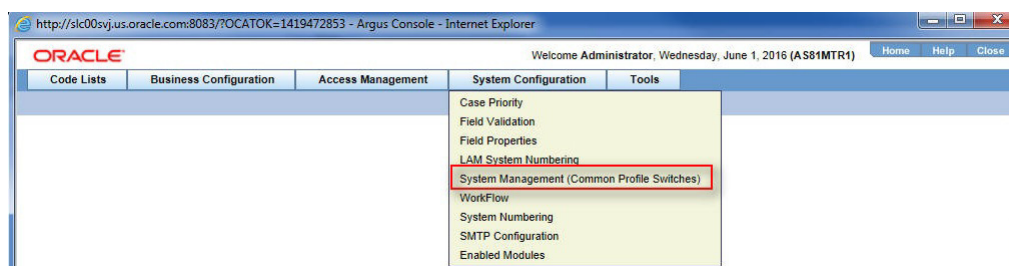 http://slc00svj.us.oracle.com:8083/?OCATOK=1419472853 - Argus Console - Internet Explorer
ORACLE
Welcome Administrator, Wednesday, June 1, 2016 (AS81MTR1) Home Help Close
Code Lists Business Configuration Access Management System Configuration Tools
Case Priority
Field Validation
Field Properties
LAM System Numbering
System Management (Common Profile Switches)
WorkFlow
System Numbering
SMTP Configuration
Enabled Modules